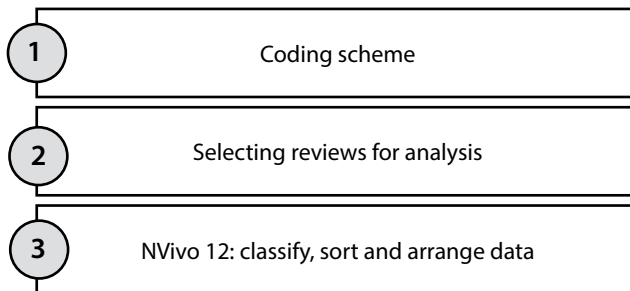 1 Coding scheme
2 Selecting reviews for analysis
3 NVivo 12: classify, sort and arrange data